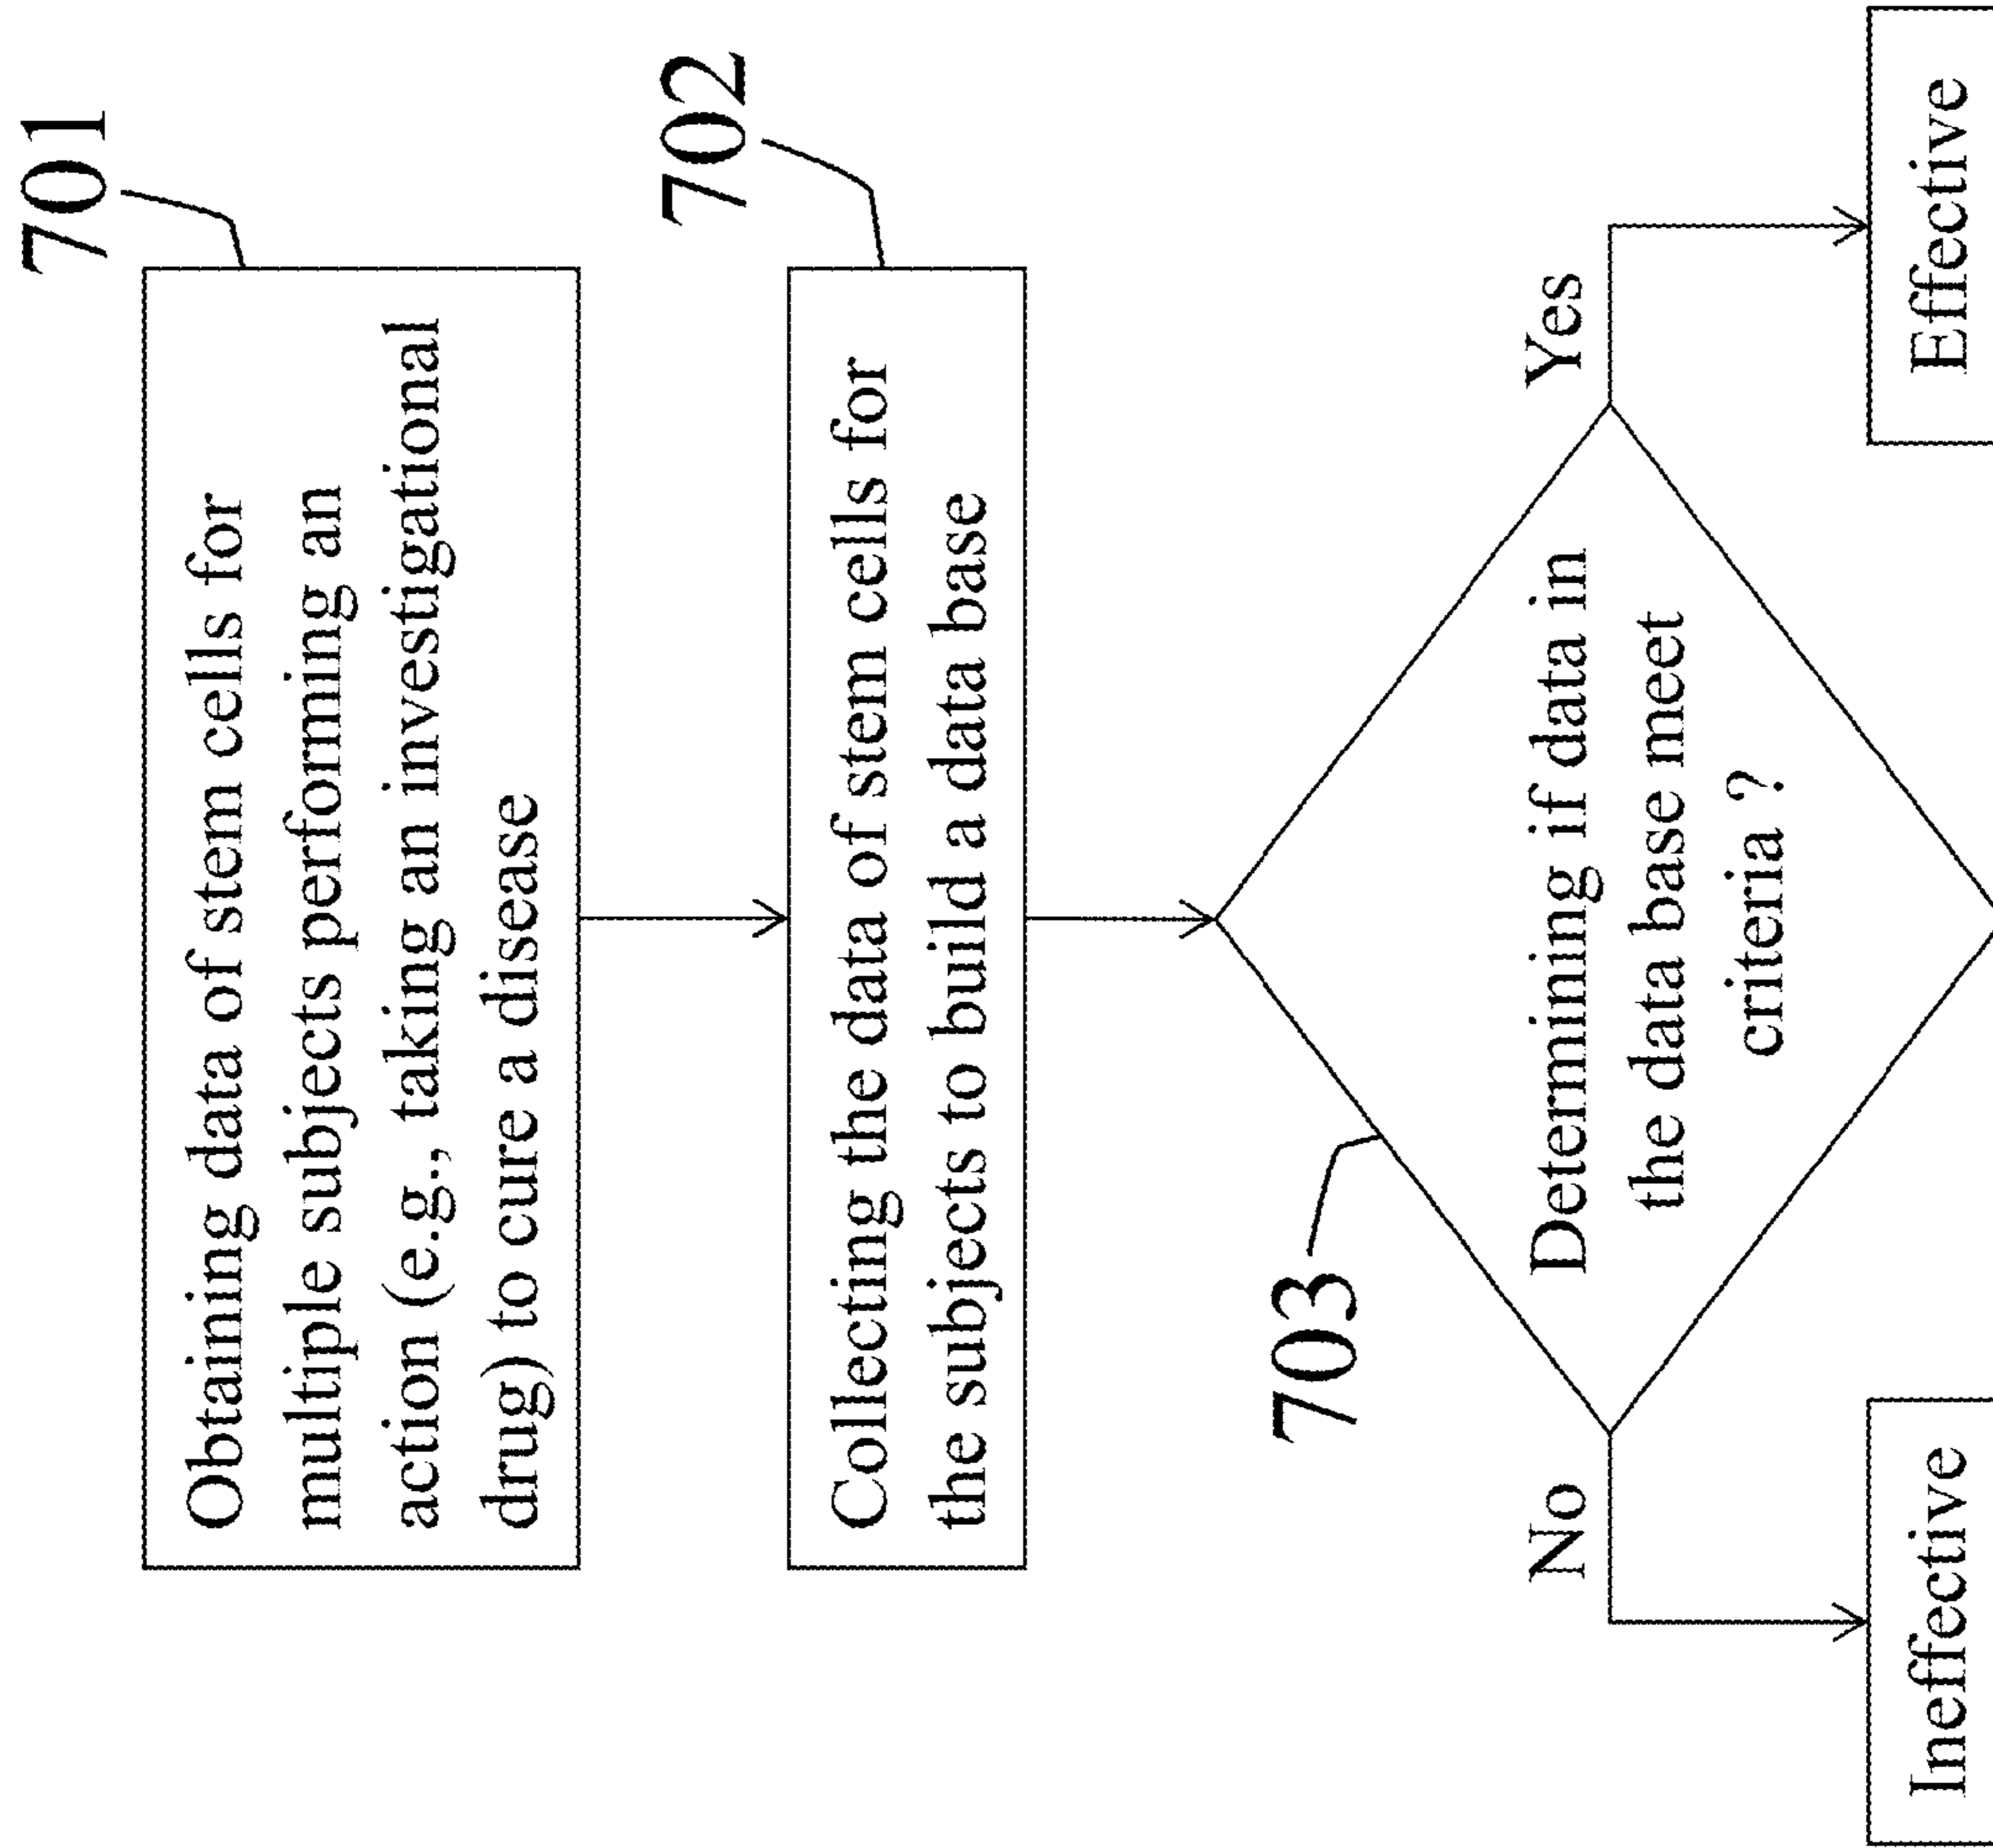 701
Obtaining data of stem cells for
multiple subjects performing an
action (e.g., taking an investigational
drug) to cure a disease
702
Collecting the data of stem cells for
the subjects to build a data base
703
Determining if data in
the data base meet
criteria ?
No
Yes
Ineffective
Effective